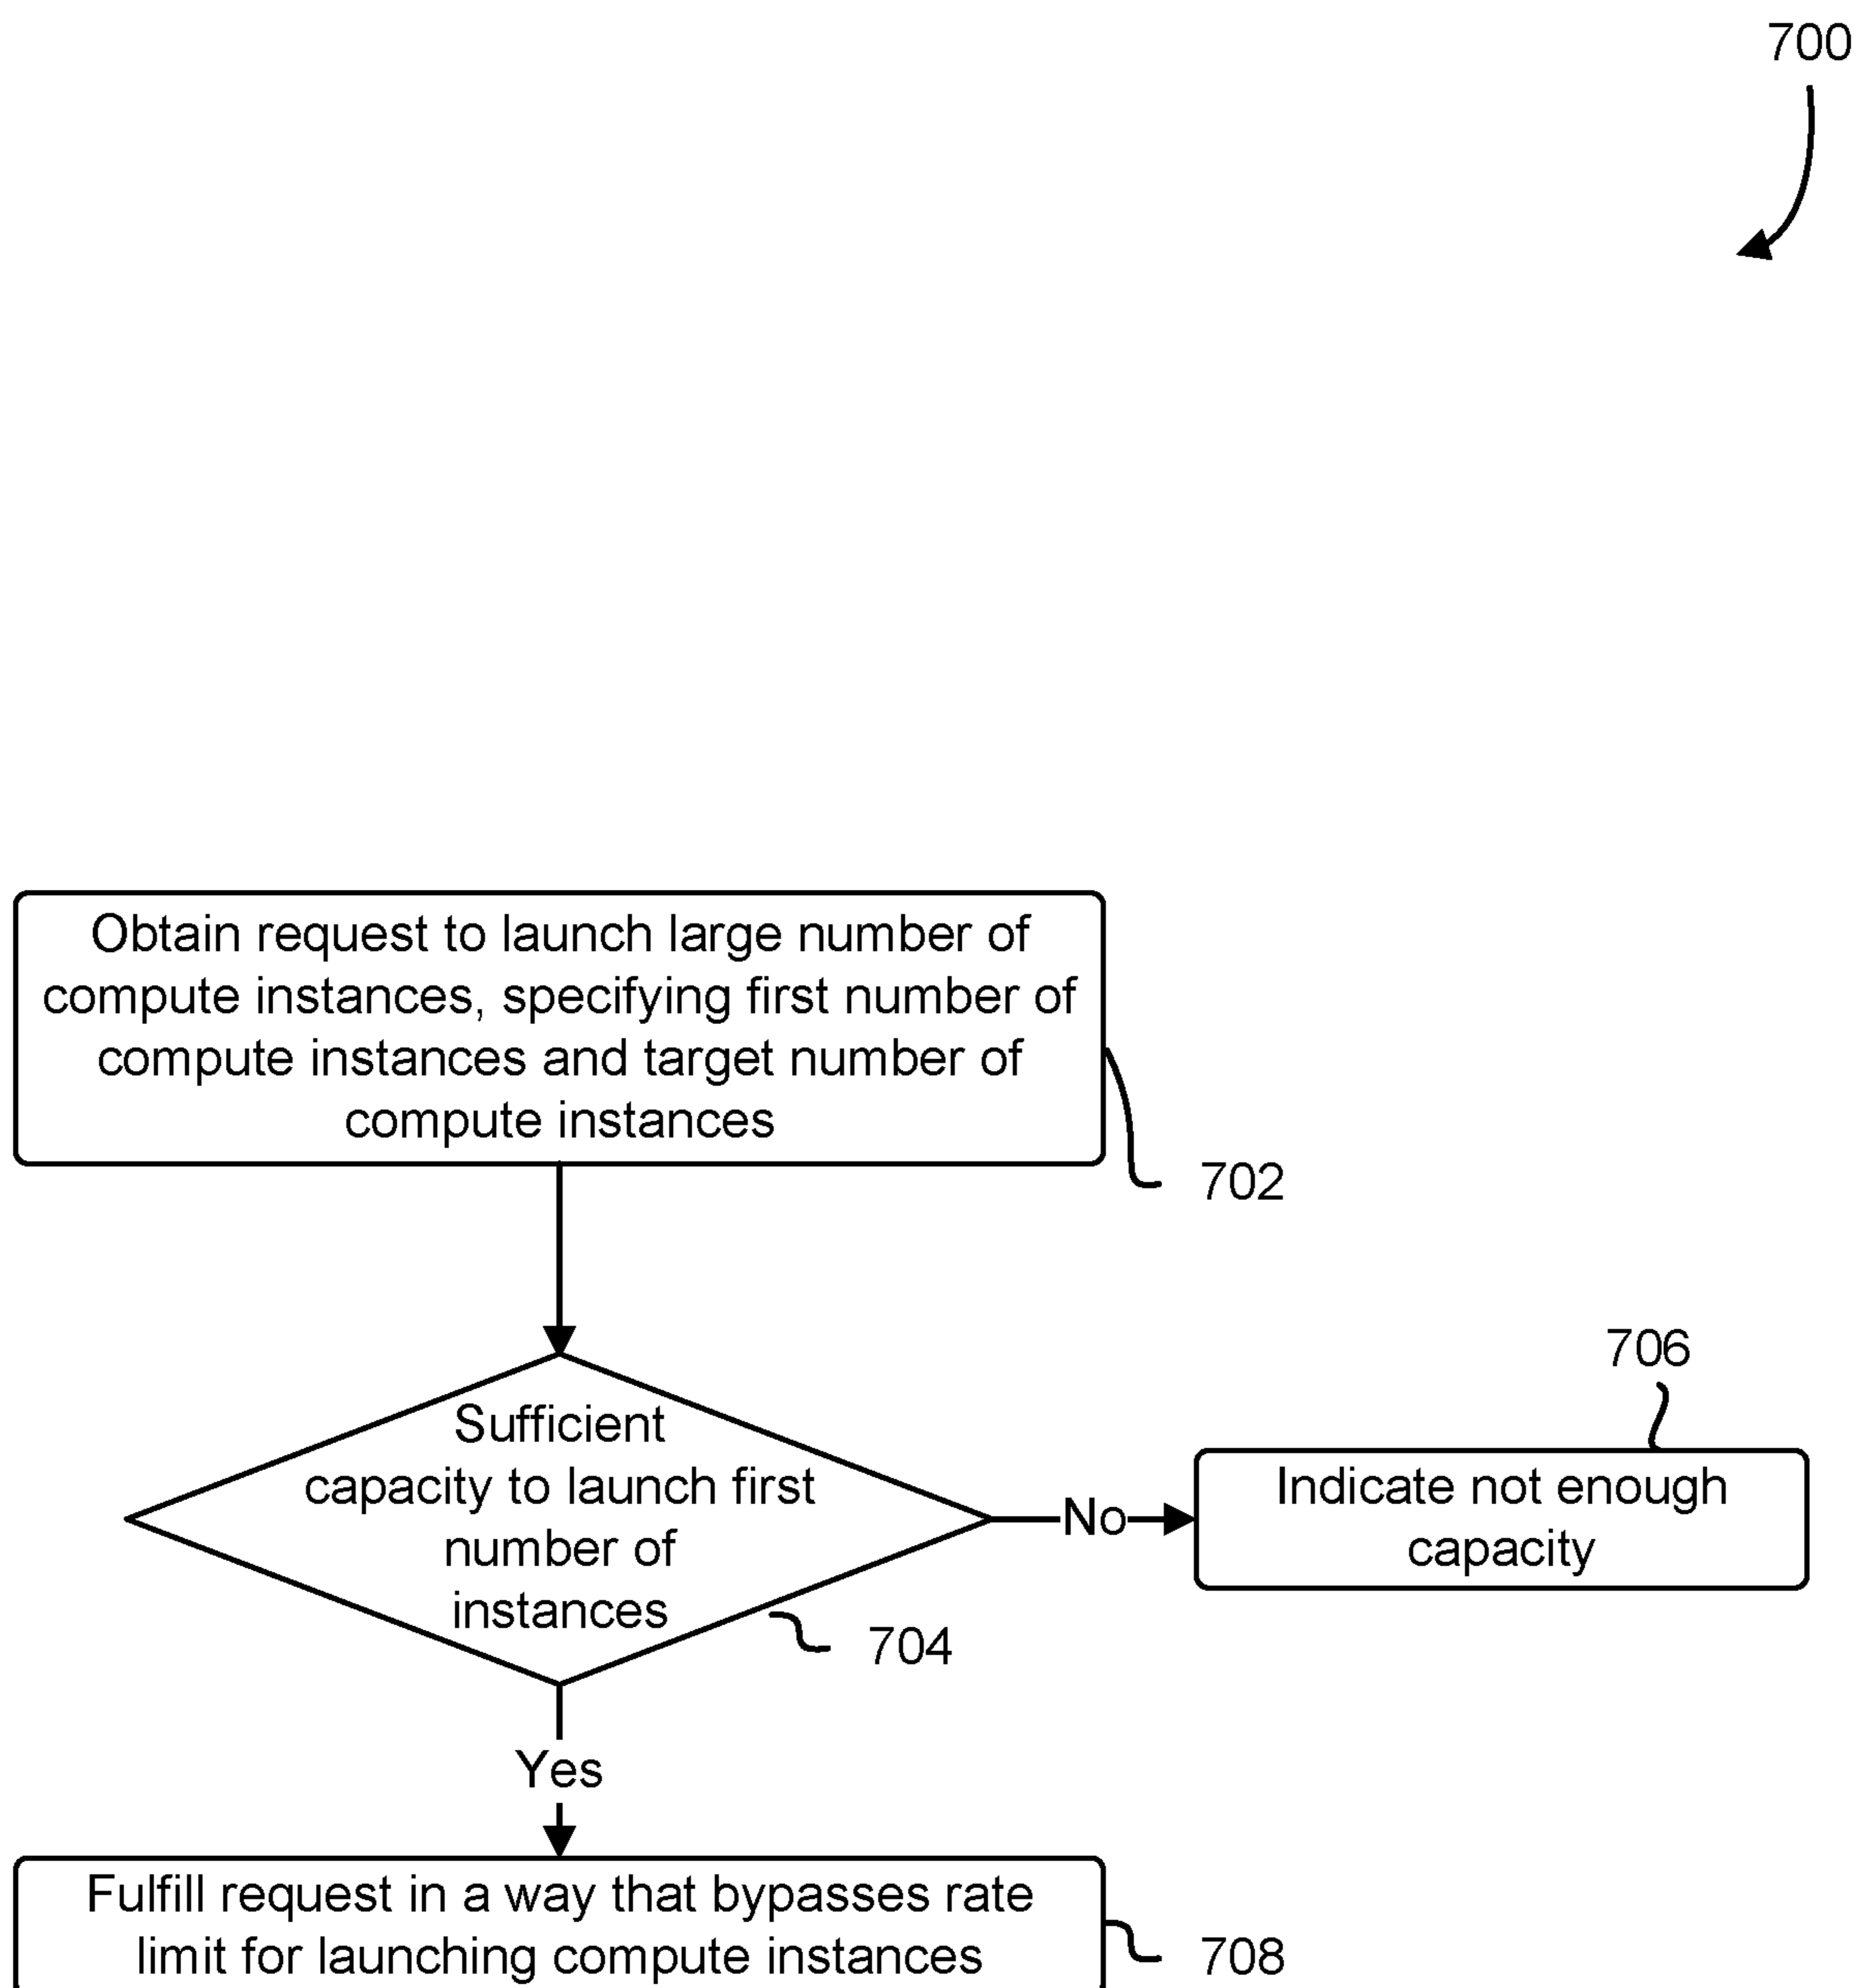 700
Obtain request to launch large number of
compute instances, specifying first number of
compute instances and target number of
compute instances
702
Sufficient
capacity to launch first
number of
instances
704
No
706
Indicate not enough
capacity
Yes
Fulfill request in a way that bypasses rate
limit for launching compute instances
708